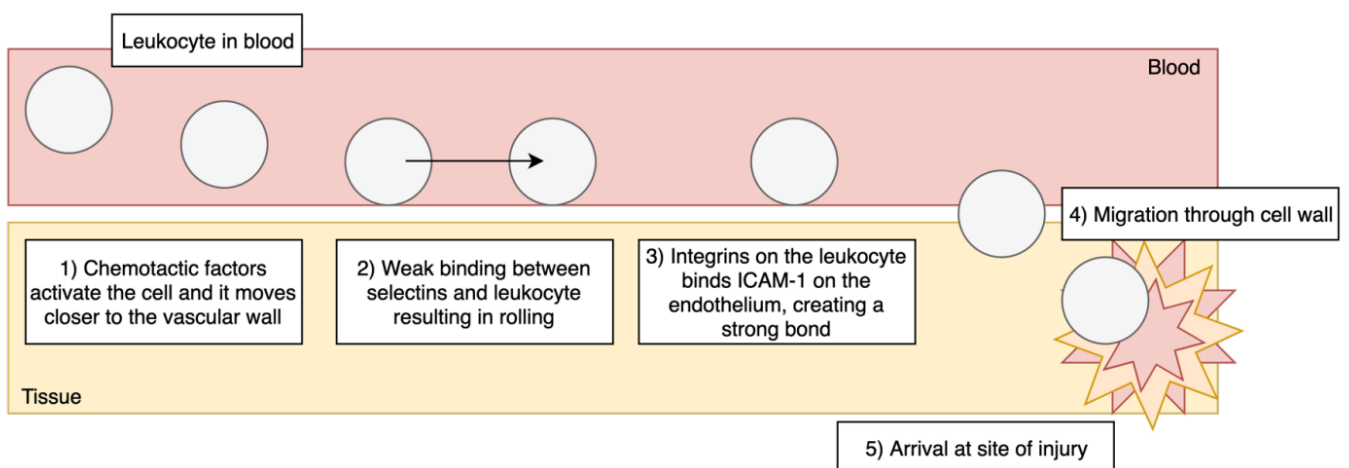 Leukocyte in blood
Blood
1) Chemotactic factors
activate the cell and it moves
closer to the vascular wall
2) Weak binding between
selectins and leukocyte
resulting in rolling
3) Integrins on the leukocyte
binds ICAM-1 on the
endothelium, creating a
strong bond
4) Migration through cell wall
Tissue
5) Arrival at site of injury